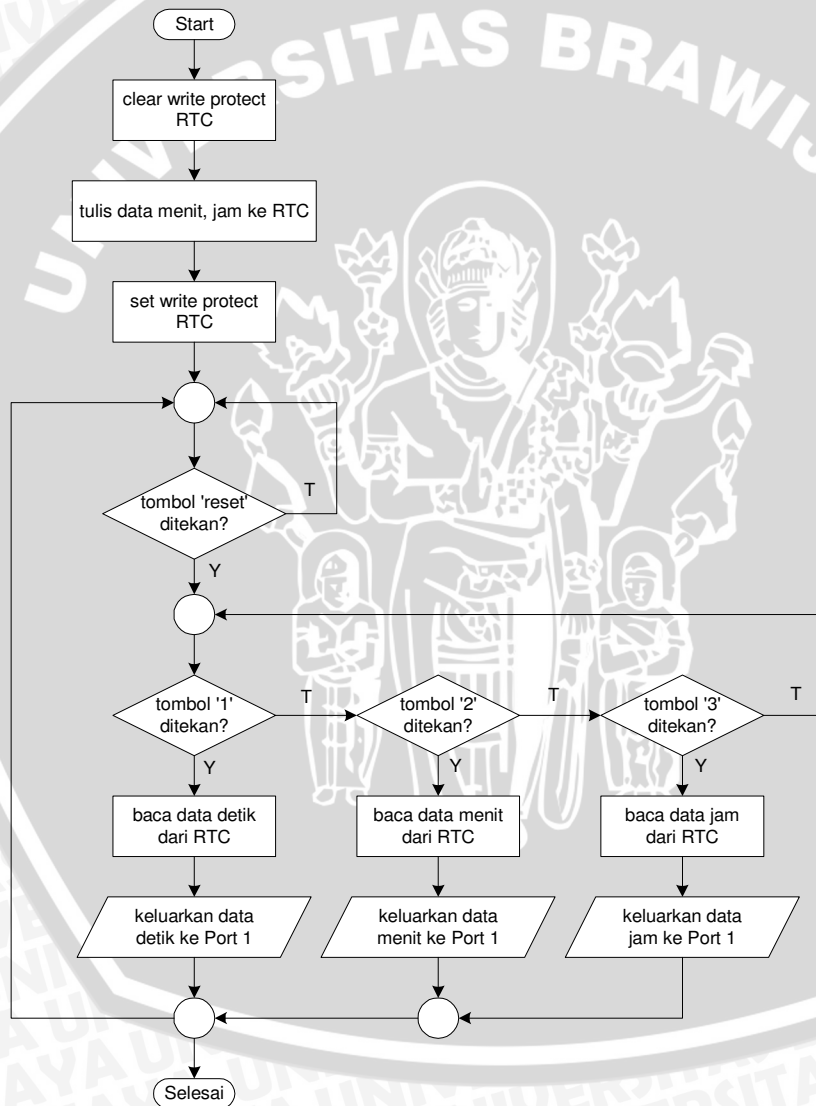 Start
UNIVERSITAS BRAWIJ
clear write protect
RTC
tulis data menit, jam ke RTC
set write protect
RTC
tombol 'reset'
ditekan?
T
Y
tombol '1'
ditekan?
T
tombol '2'
ditekan?
T
tombol '3'
ditekan?
T
Y
Y
Y
baca data detik
dari RTC
baca data menit
dari RTC
baca data jam
dari RTC
keluarkan data
detik ke Port 1
keluarkan data
menit ke Port 1
keluarkan data
jam ke Port 1
Selesai